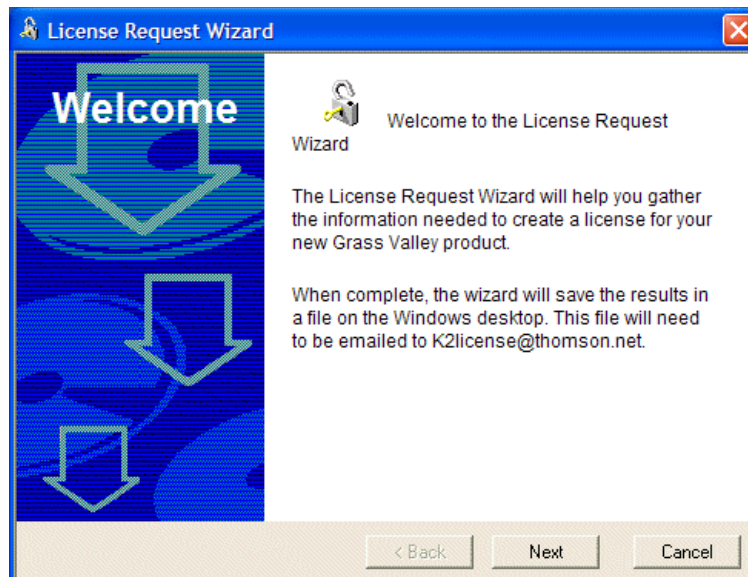 License Request Wizard
Welcome
Welcome to the License Request
Wizard
The License Request Wizard will help you gather
the information needed to create a license for your
new Grass Valley product.
When complete, the wizard will save the results in
a file on the Windows desktop. This file will need
to be emailed to K2license@thomson.net.
< Back
Next
Cancel